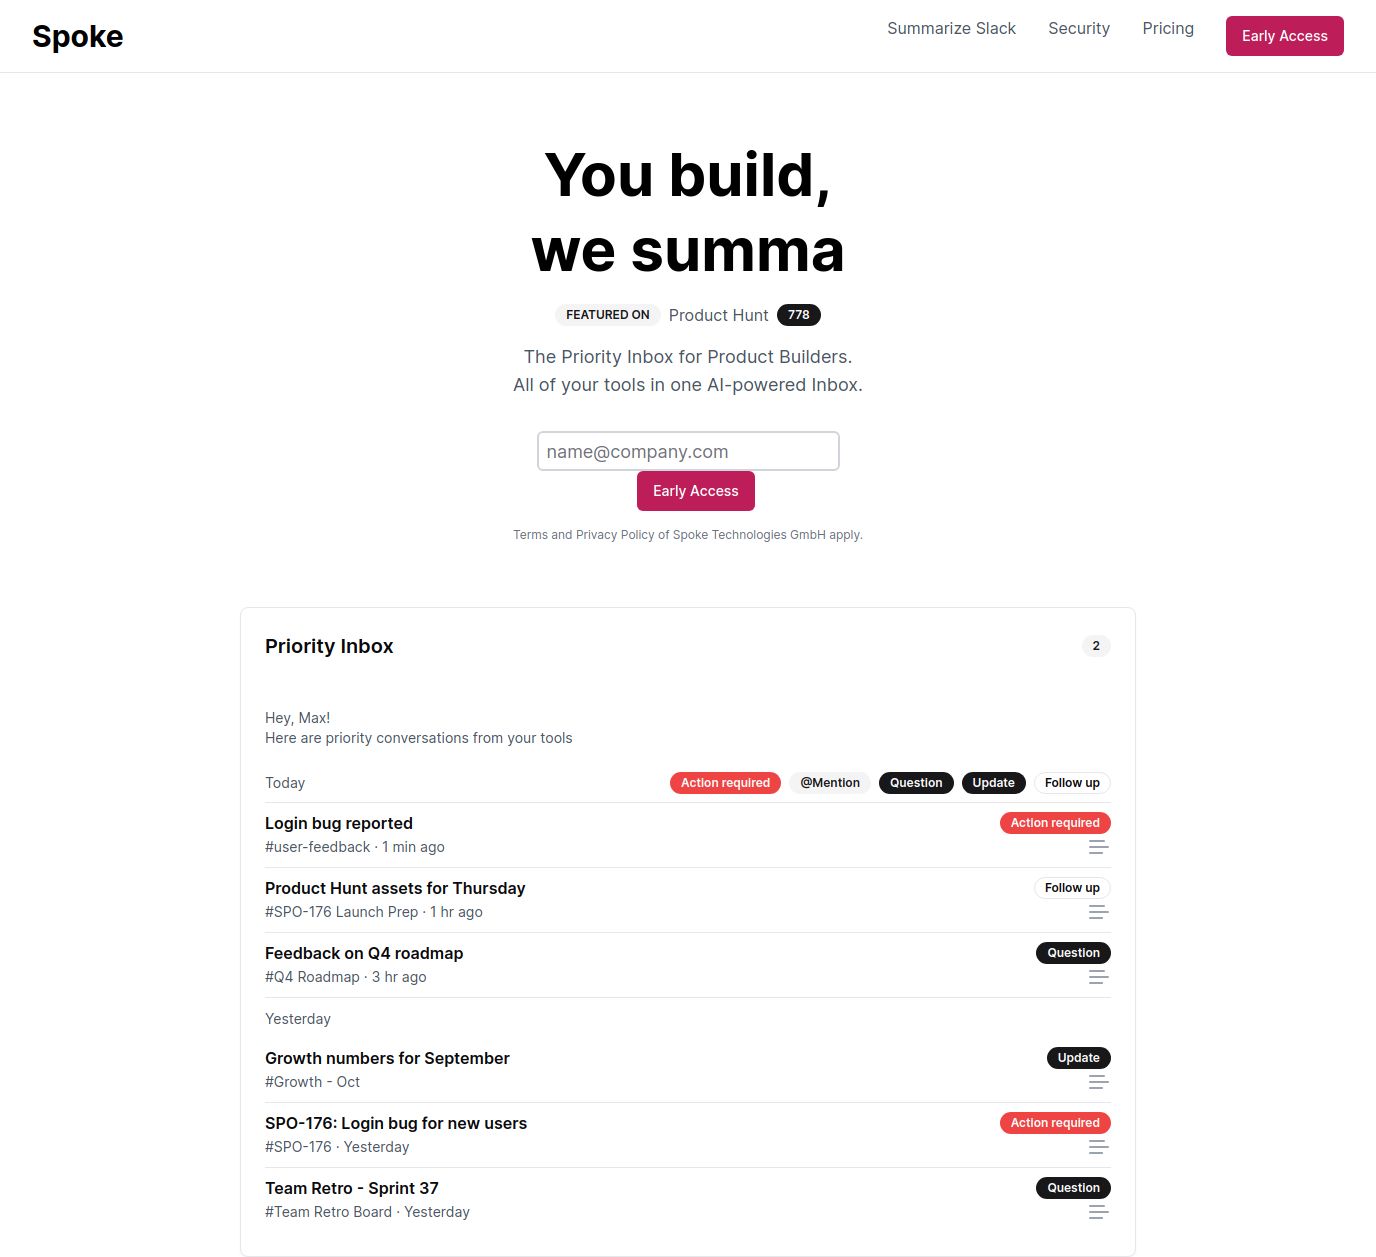 Spoke
Summarize Slack
Security
Pricing
Early Access
You build,
we summa
FEATURED ON Product Hunt 778
The Priority Inbox for Product Builders.
All of your tools in one AI-powered Inbox.
name@company.com
Early Access
Terms and Privacy Policy of Spoke Technologies GmbH apply.
Priority Inbox
2
Hey, Max!
Here are priority conversations from your tools
Today
Action required
@Mention
Question
Update
Follow up
Login bug reported
Action required
#user-feedback · 1 min ago
Product Hunt assets for Thursday
Follow up
#SPO-176 Launch Prep · 1 hr ago
Feedback on Q4 roadmap
Question
#Q4 Roadmap · 3 hr ago
Yesterday
Growth numbers for September
Update
#Growth - Oct
SPO-176: Login bug for new users
Action required
#SPO-176 · Yesterday
Team Retro - Sprint 37
Question
#Team Retro Board · Yesterday